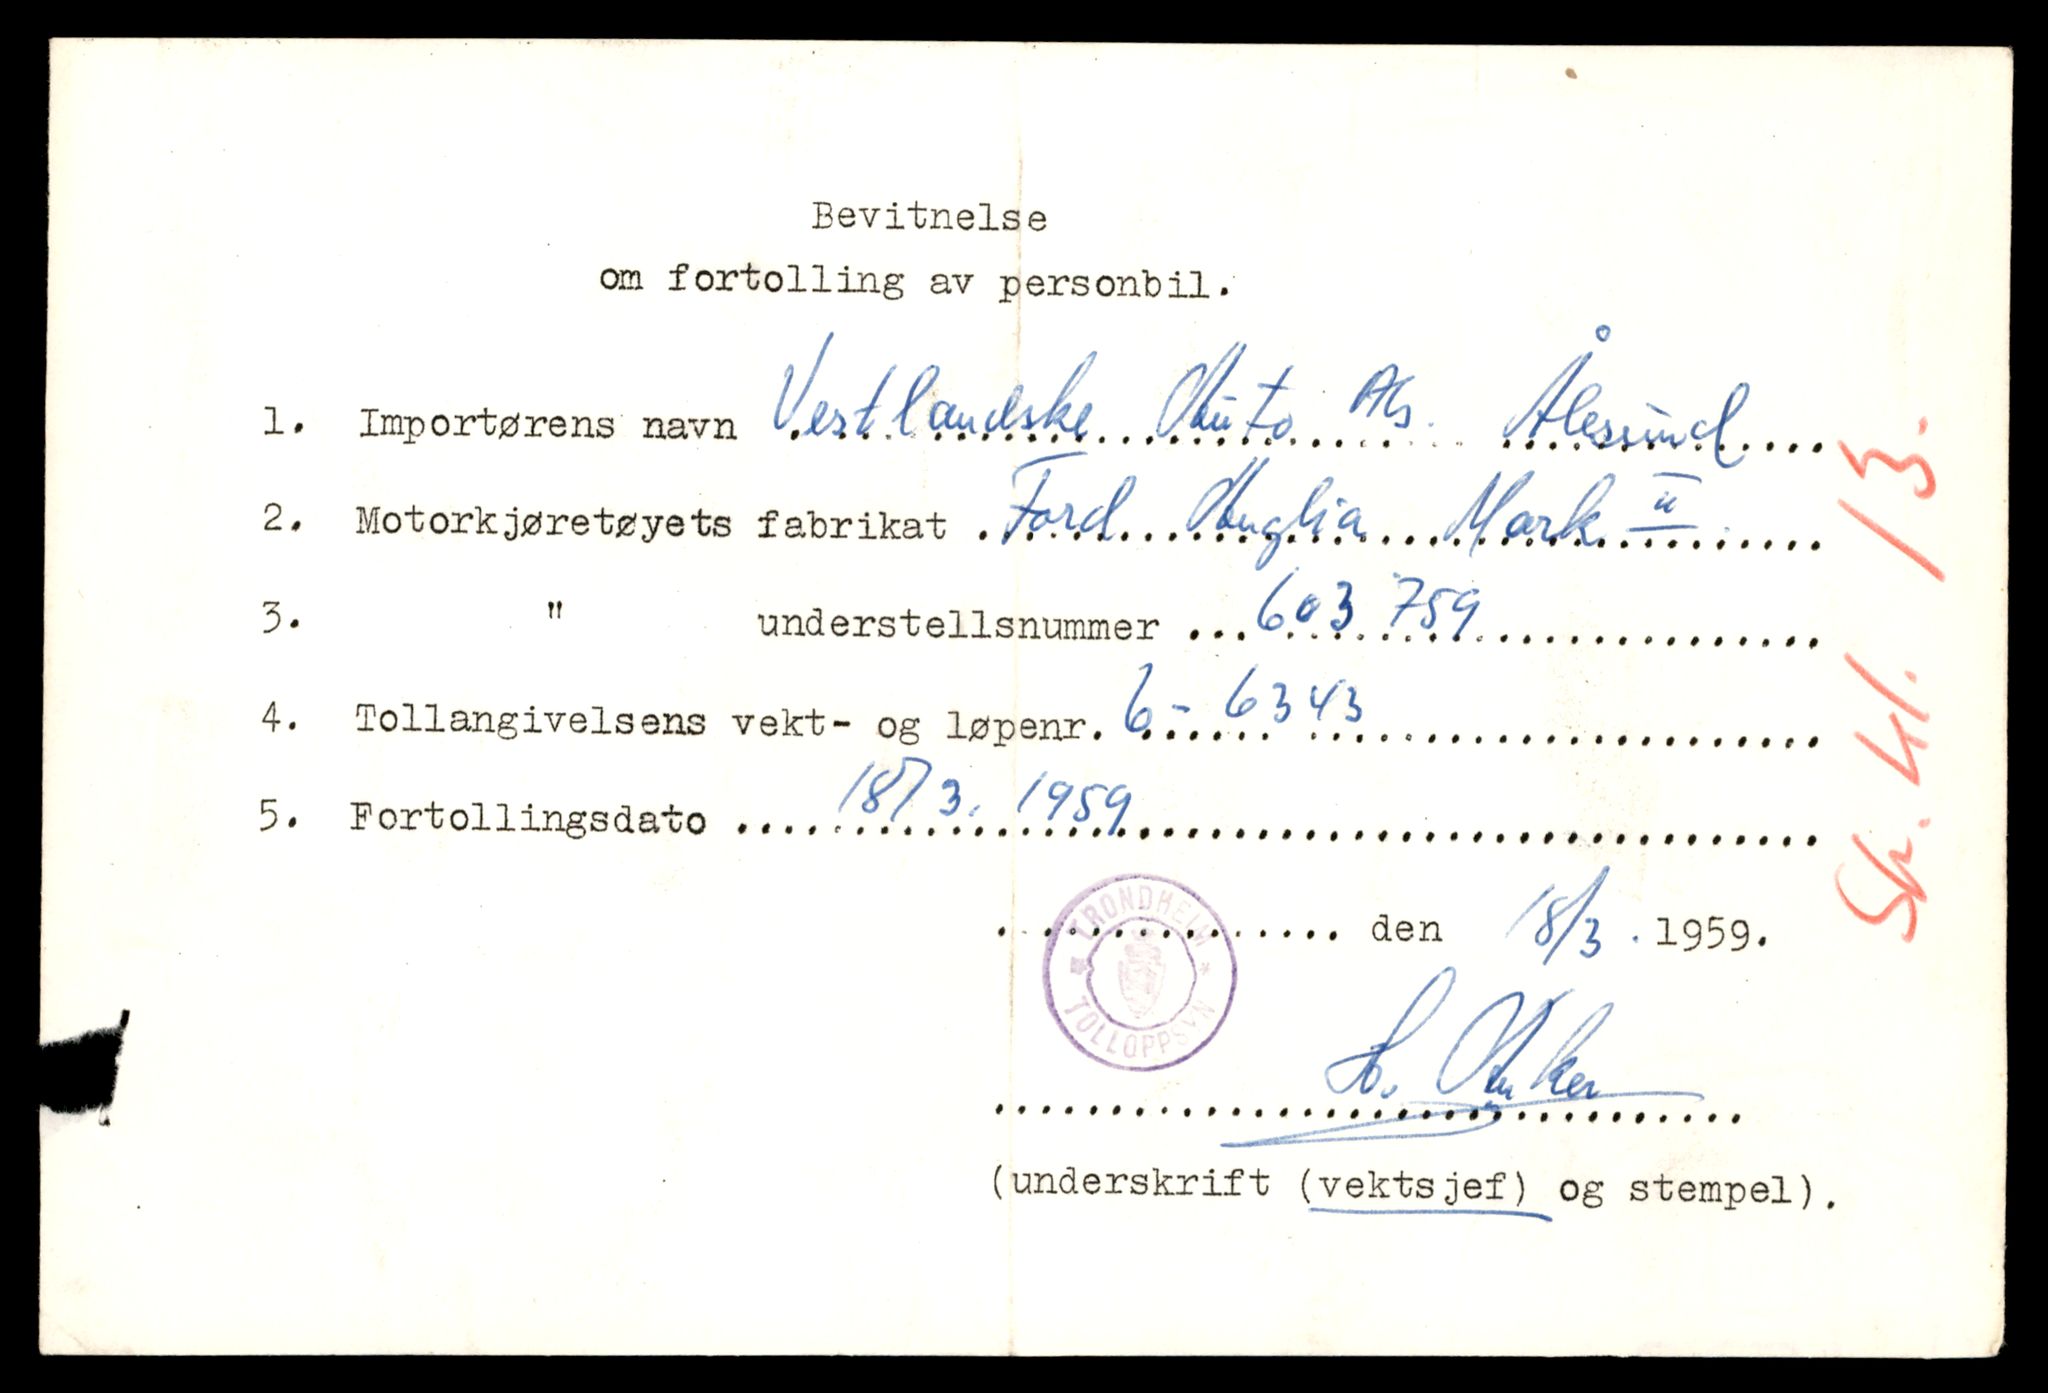 Bevitnelse
om fortolling av personbil.
1. Importørens navn Vestlandske Auto A/s. Ålesund
2. Motorkjøretøyets fabrikat Ford Anglia Mark II
3. " understellsnummer 603759
4. Tollangivelsens vekt- og løpenr. 6-6343
5. Fortollingsdato 18/3. 1959
TRONDHEIM
TOLLOPPSYN
den 18/3. 1959.
Anker
(underskrift (vektsjef) og stempel).
13.